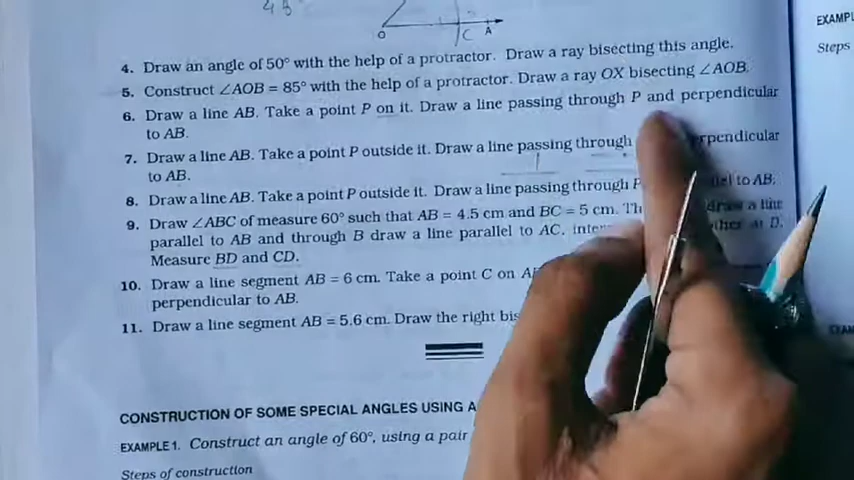 45°
O C A
4. Draw an angle of 50° with the help of a protractor. Draw a ray bisecting this angle.
5. Construct ∠AOB = 85° with the help of a protractor. Draw a ray OX bisecting ∠AOB.
6. Draw a line AB. Take a point P on it. Draw a line passing through P and perpendicular
to AB.
7. Draw a line AB. Take a point P outside it. Draw a line passing through perpendicular
to AB.
8. Draw a line AB. Take a point P outside it. Draw a line passing through P to AB.
9. Draw ∠ABC of measure 60° such that AB = 4.5 cm and BC = 5 cm. draw a line
parallel to AB and through B draw a line parallel to AC, at D.
Measure BD and CD.
10. Draw a line segment AB = 6 cm. Take a point C on
perpendicular to AB.
11. Draw a line segment AB = 5.6 cm. Draw the right
CONSTRUCTION OF SOME SPECIAL ANGLES USING
EXAMPLE 1. Construct an angle of 60°, using a pair
Steps of construction
EXAMPL
Steps